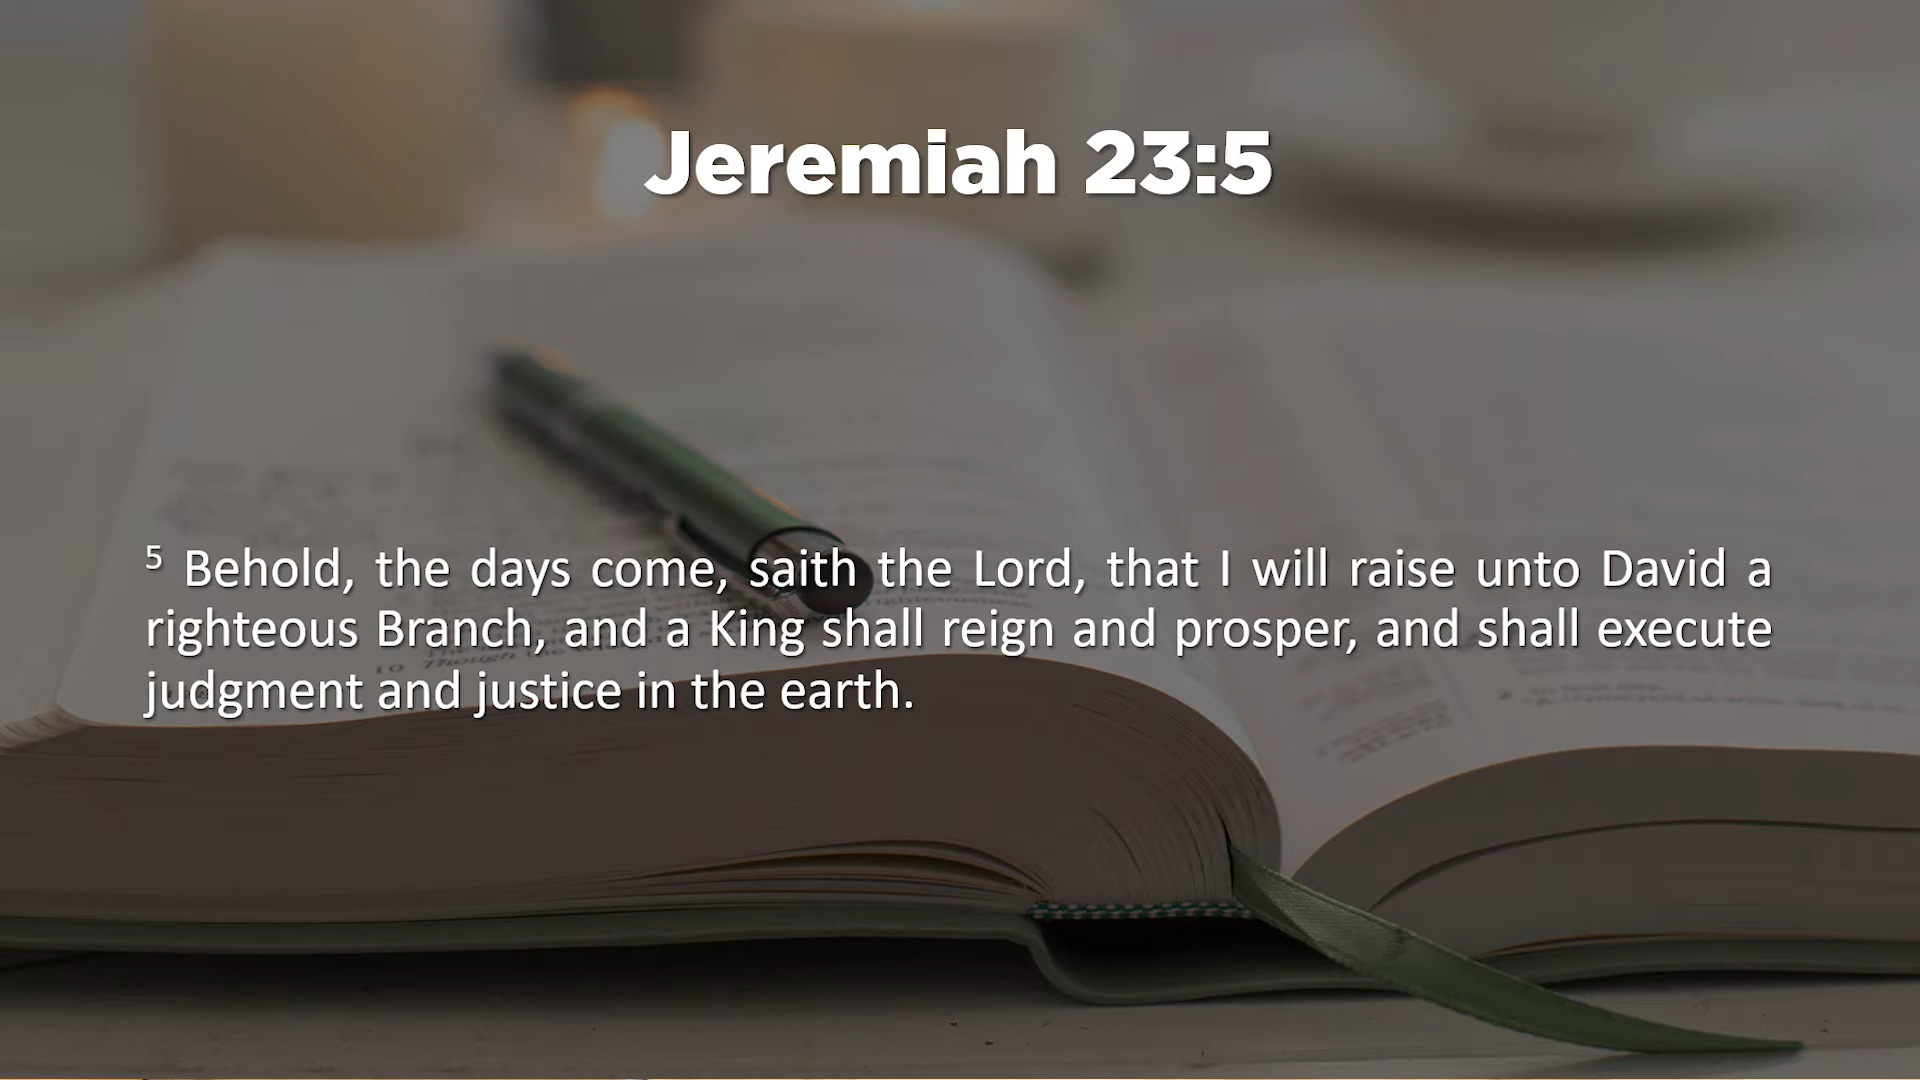 Jeremiah 23:5
5 Behold, the days come, saith the Lord, that I will raise unto David a
righteous Branch, and a King shall reign and prosper, and shall execute
judgment and justice in the earth.